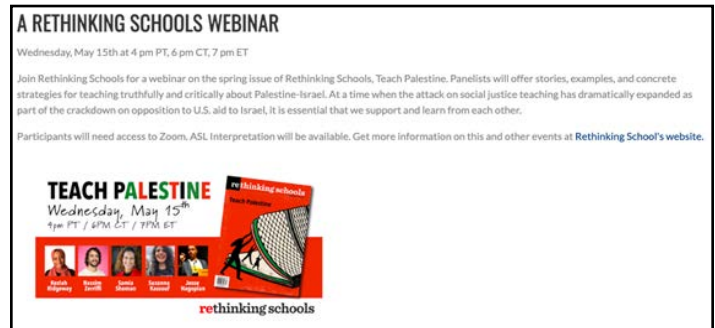 A RETHINKING SCHOOLS WEBINAR
Wednesday, May 15th at 4 pm PT, 6 pm CT, 7 pm ET
Join Rethinking Schools for a webinar on the spring issue of Rethinking Schools, Teach Palestine. Panelists will offer stories, examples, and concrete
strategies for teaching truthfully and critically about Palestine-Israel. At a time when the attack on social justice teaching has dramatically expanded as
part of the crackdown on opposition to U.S. aid to Israel, it is essential that we support and learn from each other.
Participants will need access to Zoom. ASL Interpretation will be available. Get more information on this and other events at Rethinking School's website.
TEACH PALESTINE
Wednesday, May 15th
4pm PT / 6PM CT / 7PM ET
rethinking schools
Teach Palestine
Samia Shoman
Jesse Hagopian
rethinking schools